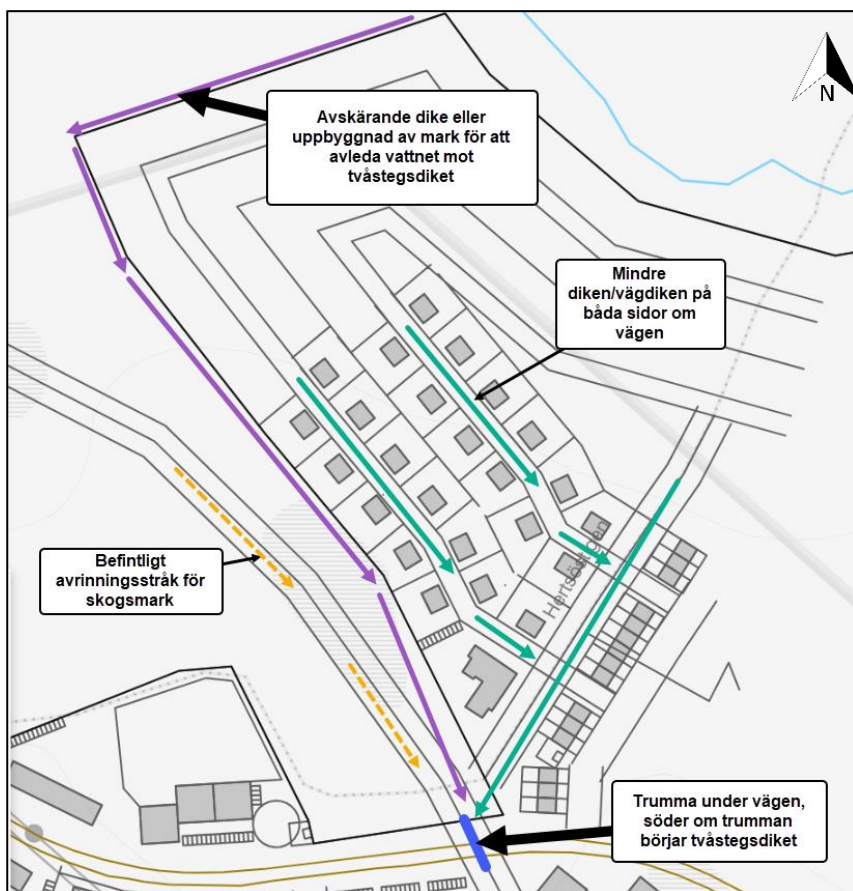 N
Avskärande dike eller
uppbyggnad av mark för att
avleda vattnet mot
tvåstegsdiket
Mindre
diken/vägdiken på
båda sidor om
vägen
Befintligt
avrinningsstråk för
skogsmark
Trumma under vägen,
söder om trumman
börjar tvåstegsdiket